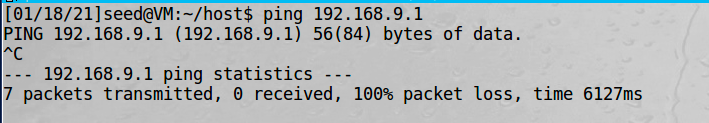 [01/18/21]seed@VM:~/host$ ping 192.168.9.1
PING 192.168.9.1 (192.168.9.1) 56(84) bytes of data.
^C
--- 192.168.9.1 ping statistics ---
7 packets transmitted, 0 received, 100% packet loss, time 6127ms